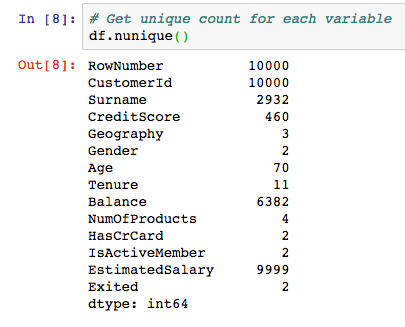 In [8]: # Get unique count for each variable
df.nunique()
Out[8]: RowNumber 10000
CustomerId 10000
Surname 2932
CreditScore 460
Geography 3
Gender 2
Age 70
Tenure 11
Balance 6382
NumOfProducts 4
HasCrCard 2
IsActiveMember 2
EstimatedSalary 9999
Exited 2
dtype: int64